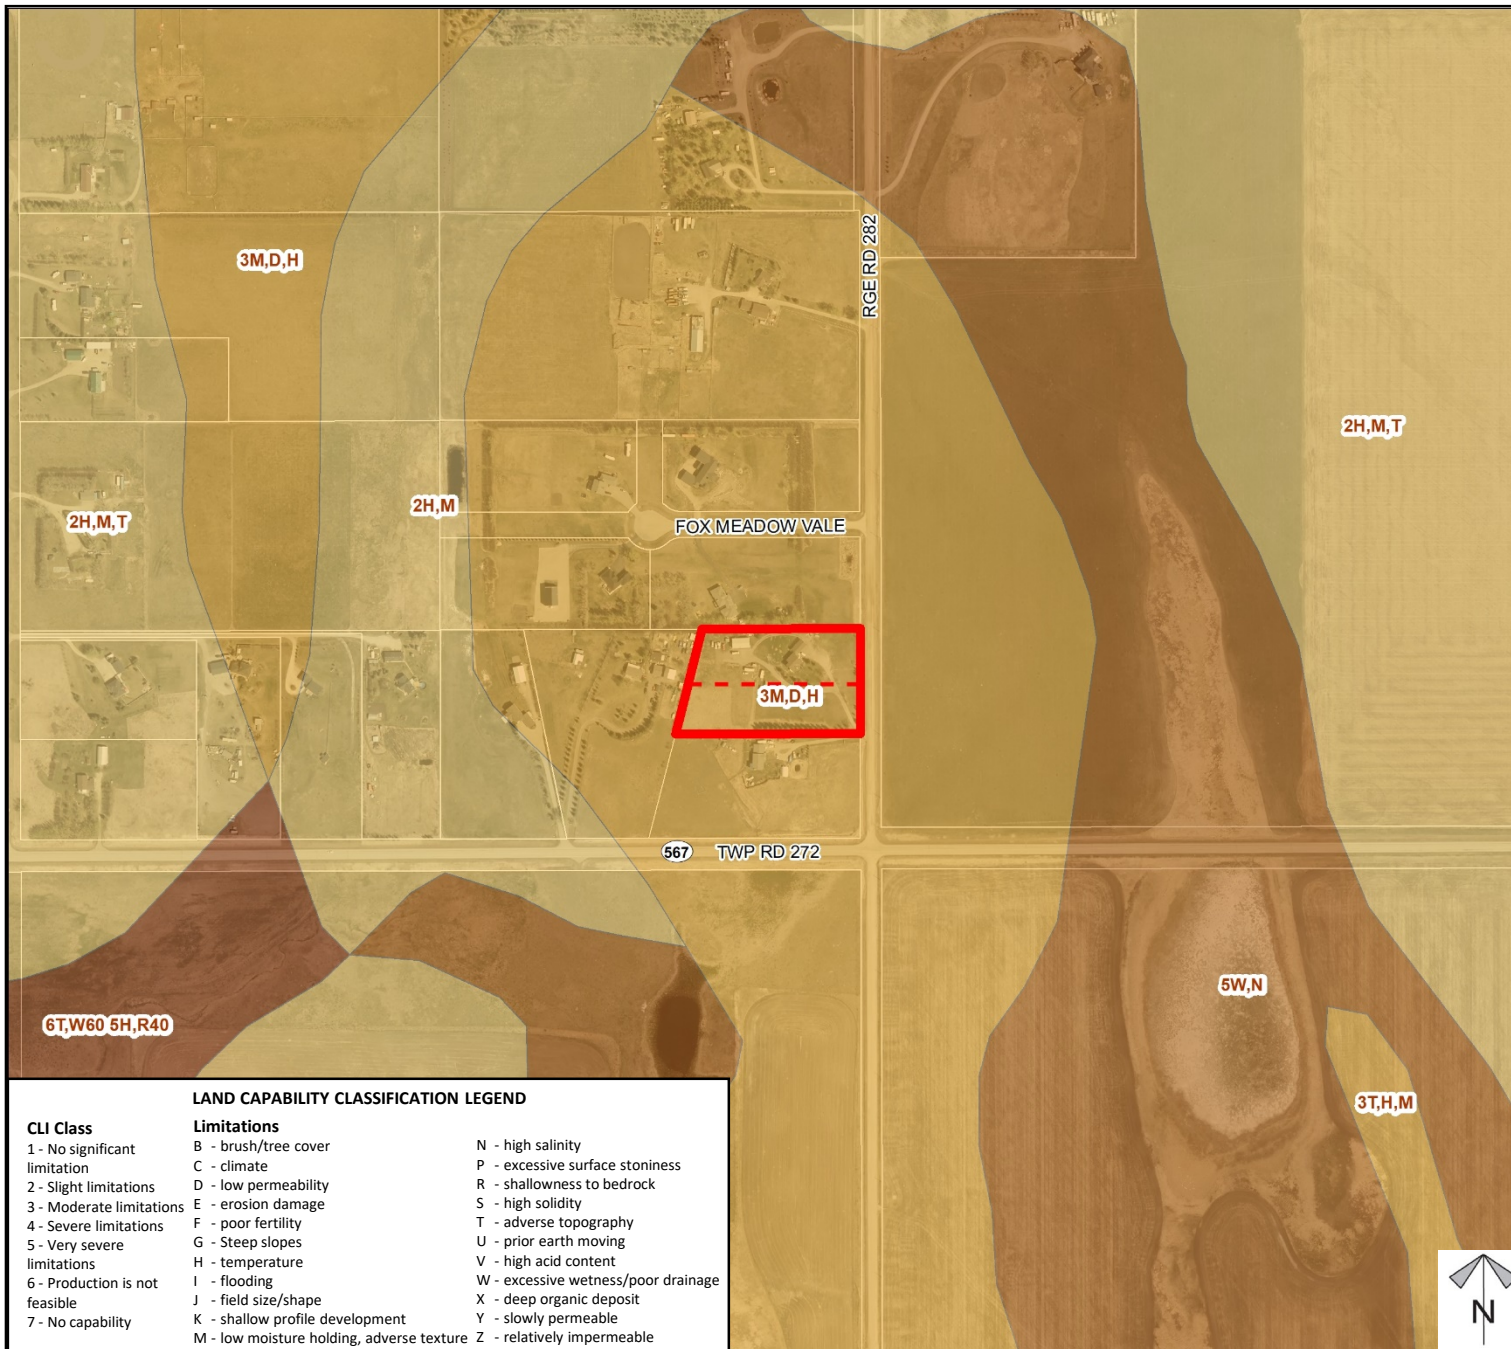 3M,D,H
RGE RD 282
2H,M,T
2H,M
2H,M,T
FOX MEADOW VALE
3M,D,H
567 TWP RD 272
5W,N
6T,W60 5H,R40
3T,H,M
LAND CAPABILITY CLASSIFICATION LEGEND
CLI Class
1 - No significant
limitation
2 - Slight limitations
3 - Moderate limitations
4 - Severe limitations
5 - Very severe
limitations
6 - Production is not
feasible
7 - No capability
Limitations
B - brush/tree cover
C - climate
D - low permeability
E - erosion damage
F - poor fertility
G - Steep slopes
H - temperature
I - flooding
J - field size/shape
K - shallow profile development
M - low moisture holding, adverse texture
N - high salinity
P - excessive surface stoniness
R - shallowness to bedrock
S - high solidity
T - adverse topography
U - prior earth moving
V - high acid content
W - excessive wetness/poor drainage
X - deep organic deposit
Y - slowly permeable
Z - relatively impermeable
N